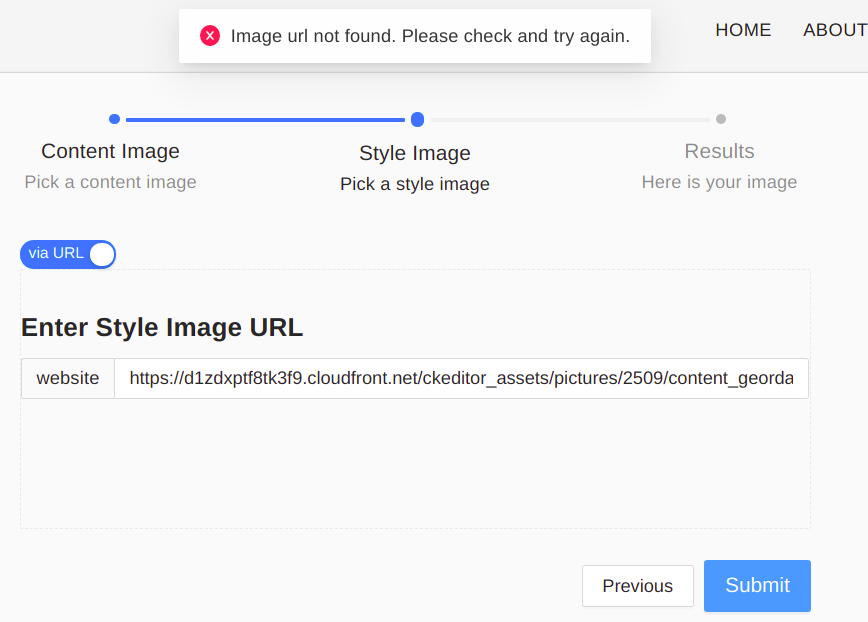 Image url not found. Please check and try again.
HOME ABOUT
Content Image
Pick a content image
Style Image
Pick a style image
Results
Here is your image
via URL
Enter Style Image URL
website https://d1zdxptf8tk3f9.cloudfront.net/ckeditor_assets/pictures/2509/content_georda
Previous Submit